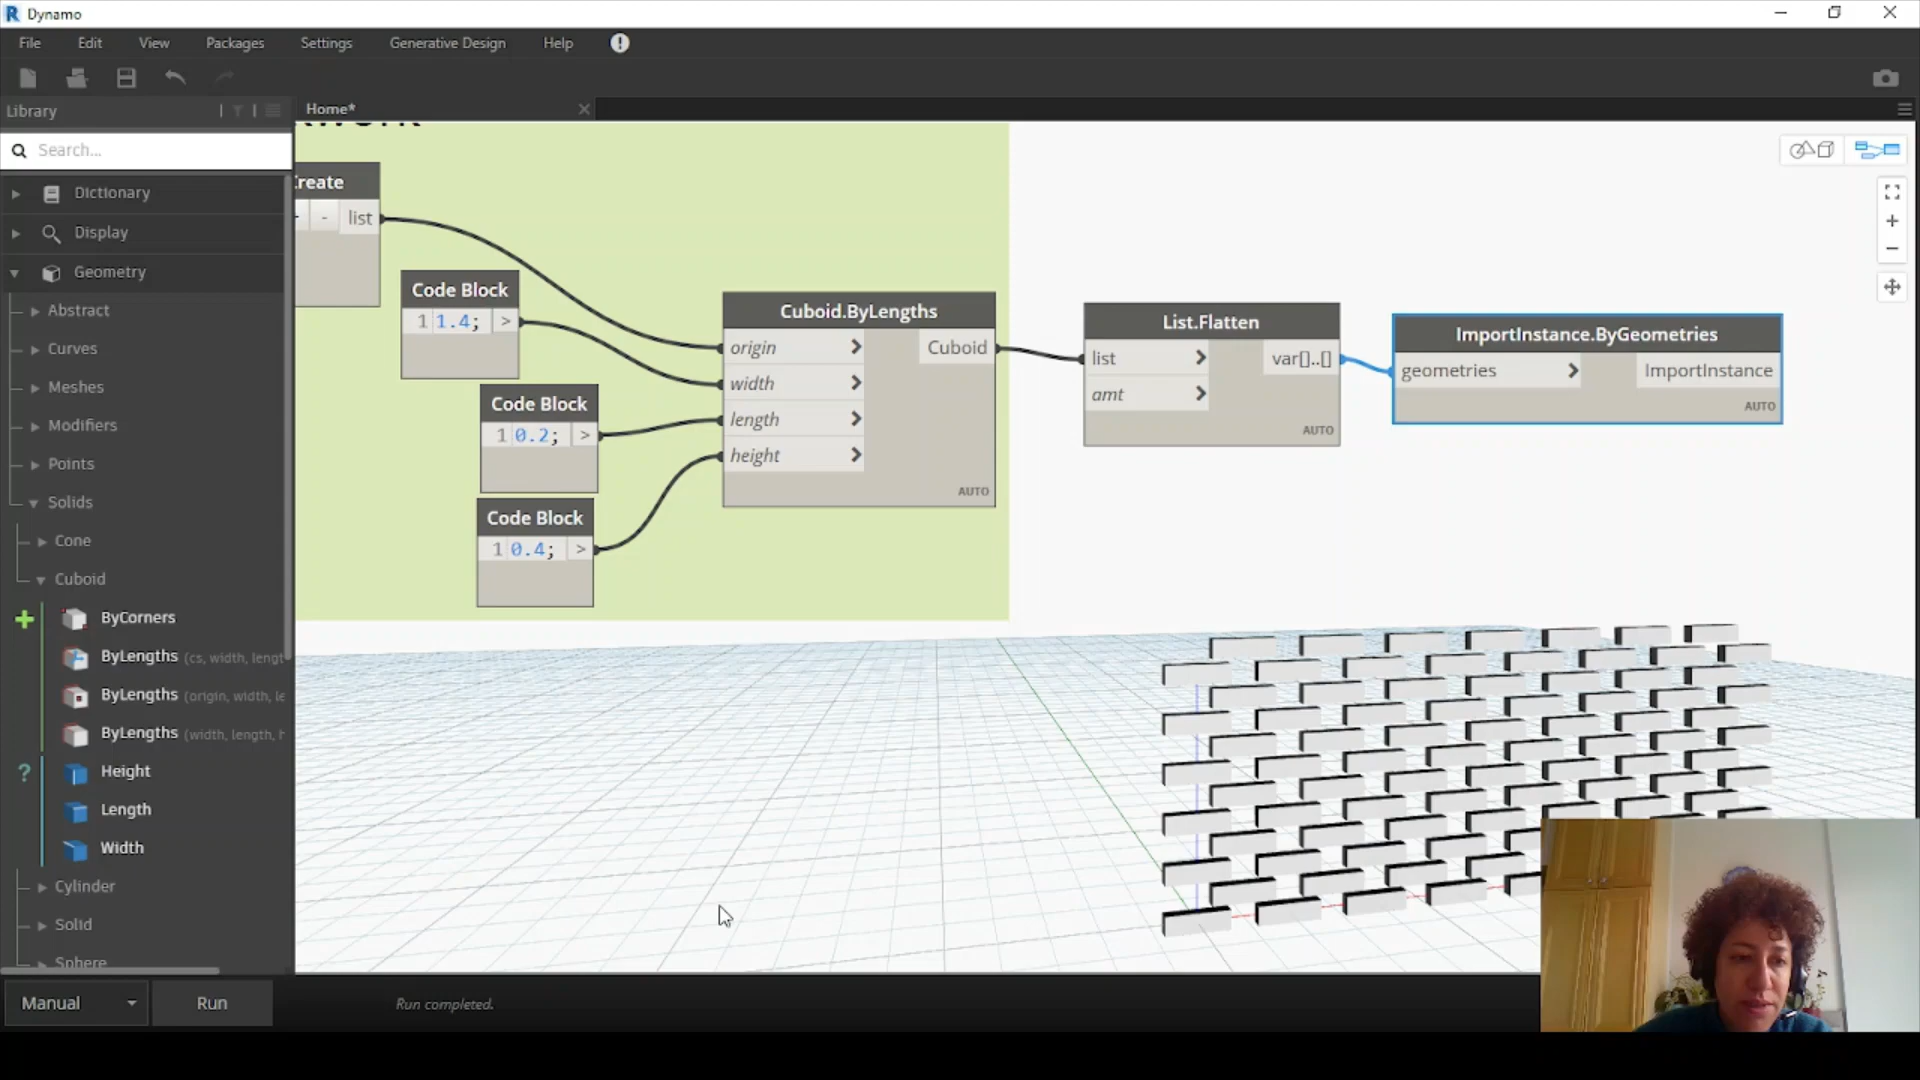 Dynamo
File Edit View Packages Settings Generative Design Help
Library
Home*
Search...
Dictionary
Display
Geometry
Abstract
Curves
Meshes
Modifiers
Points
Solids
Cone
Cuboid
ByCorners
ByLengths (cs, width, lengt
ByLengths (origin, width, le
ByLengths (width, length, h
Height
Length
Width
Cylinder
Solid
Sphere
Create
- list
Code Block
1 1.4; >
Code Block
1 0.2; >
Code Block
1 0.4; >
Cuboid.ByLengths
origin > Cuboid
width >
length >
height >
AUTO
List.Flatten
list > var[]..[]
amt >
AUTO
ImportInstance.ByGeometries
geometries > ImportInstance
AUTO
Manual Run Run completed.